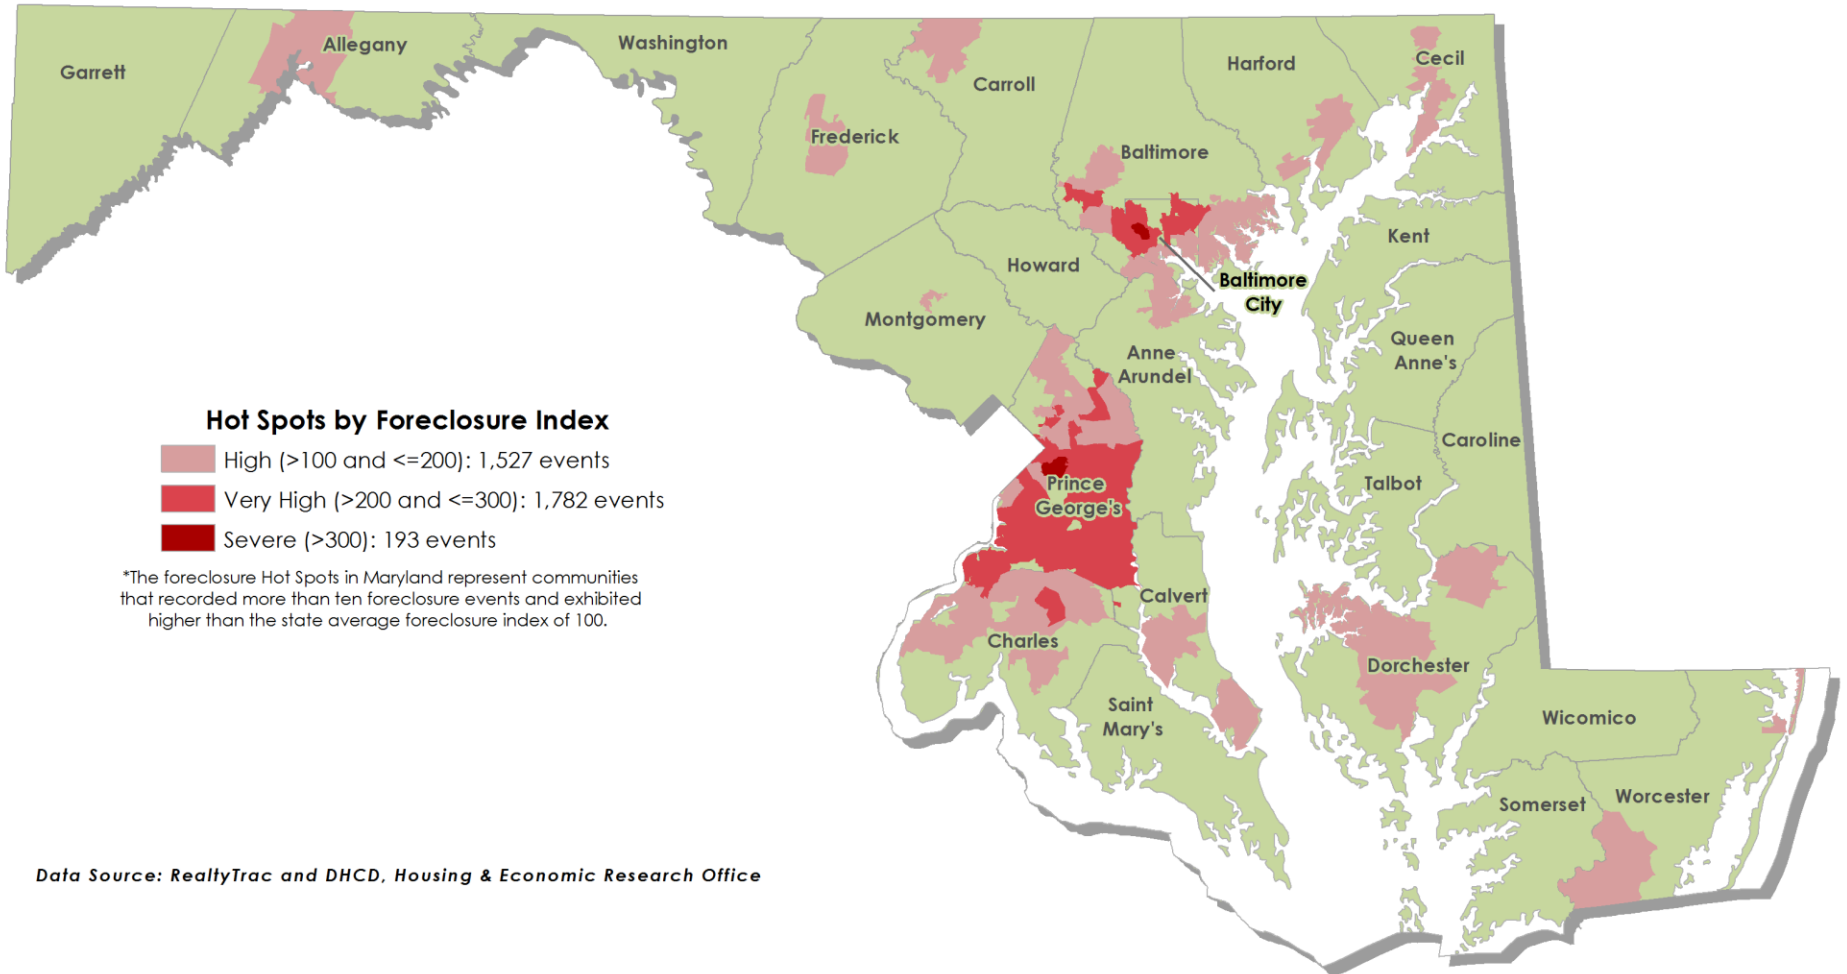 Garrett
Allegany
Washington
Frederick
Carroll
Baltimore
Harford
Cecil
Kent
Howard
Baltimore
City
Montgomery
Anne
Arundel
Queen
Anne's
Caroline
Talbot
Prince
George's
Calvert
Charles
Dorchester
Saint
Mary's
Wicomico
Somerset
Worcester
Hot Spots by Foreclosure Index
High (>100 and <=200): 1,527 events
Very High (>200 and <=300): 1,782 events
Severe (>300): 193 events
*The foreclosure Hot Spots in Maryland represent communities
that recorded more than ten foreclosure events and exhibited
higher than the state average foreclosure index of 100.
Data Source: RealtyTrac and DHCD, Housing & Economic Research Office